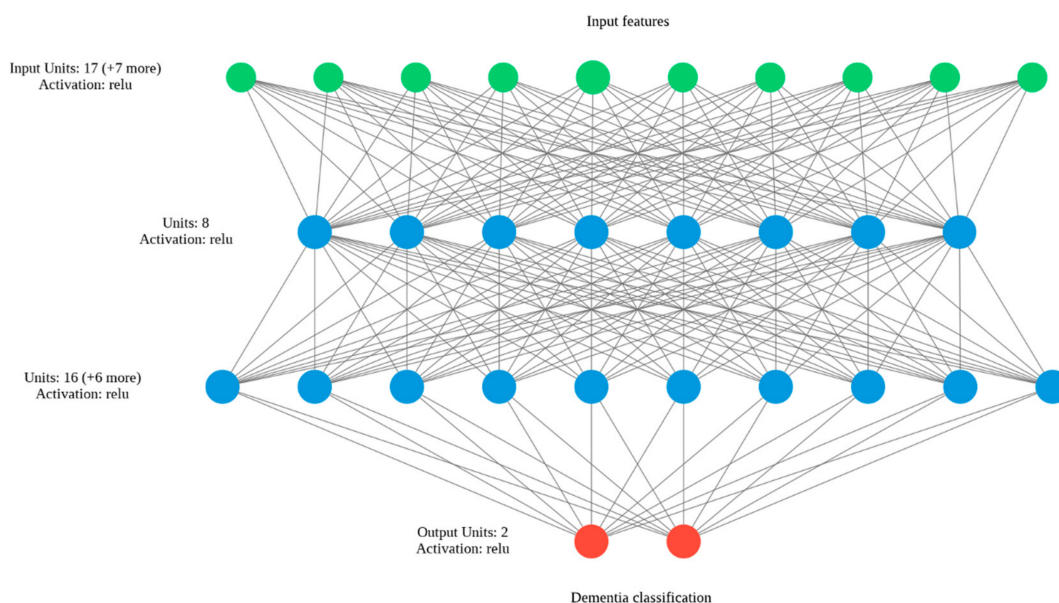 Input features
Input Units: 17 (+7 more)
Activation: relu
Units: 8
Activation: relu
Units: 16 (+6 more)
Activation: relu
Output Units: 2
Activation: relu
Dementia classification